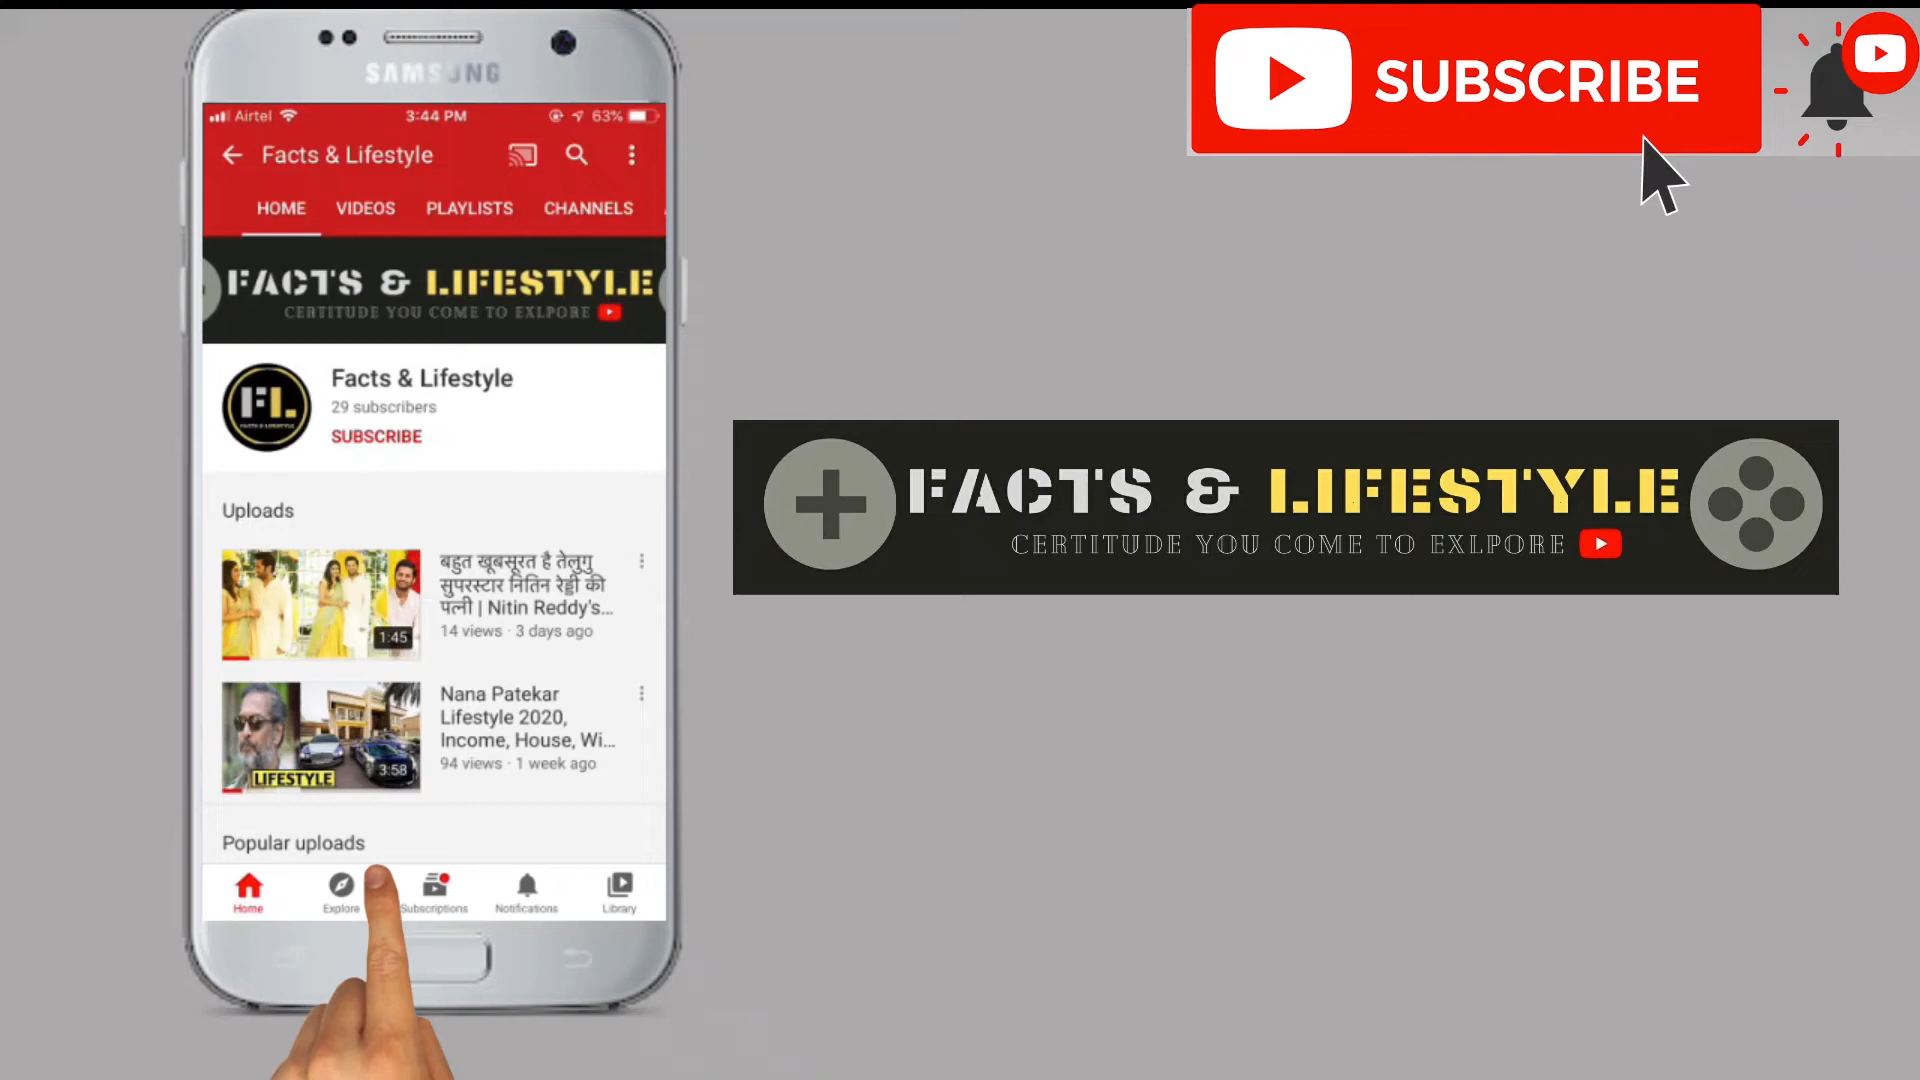 SUBSCRIBE
SAMSUNG
Airtel 3:44 PM 63%
Facts & Lifestyle
HOME VIDEOS PLAYLISTS CHANNELS
FACTS & LIFESTYLE
CERTITUDE YOU COME TO EXLPORE
FL
Facts & Lifestyle
29 subscribers
SUBSCRIBE
Uploads
बहुत खूबसूरत है तेलुगु
सुपरस्टार नितिन रेड्डी की
पत्नी | Nitin Reddy's...
14 views · 3 days ago
1:45
Nana Patekar
Lifestyle 2020,
Income, House, Wi...
94 views · 1 week ago
LIFESTYLE
3:58
Popular uploads
Home Explore Subscriptions Notifications Library
FACTS & LIFESTYLE
CERTITUDE YOU COME TO EXLPORE